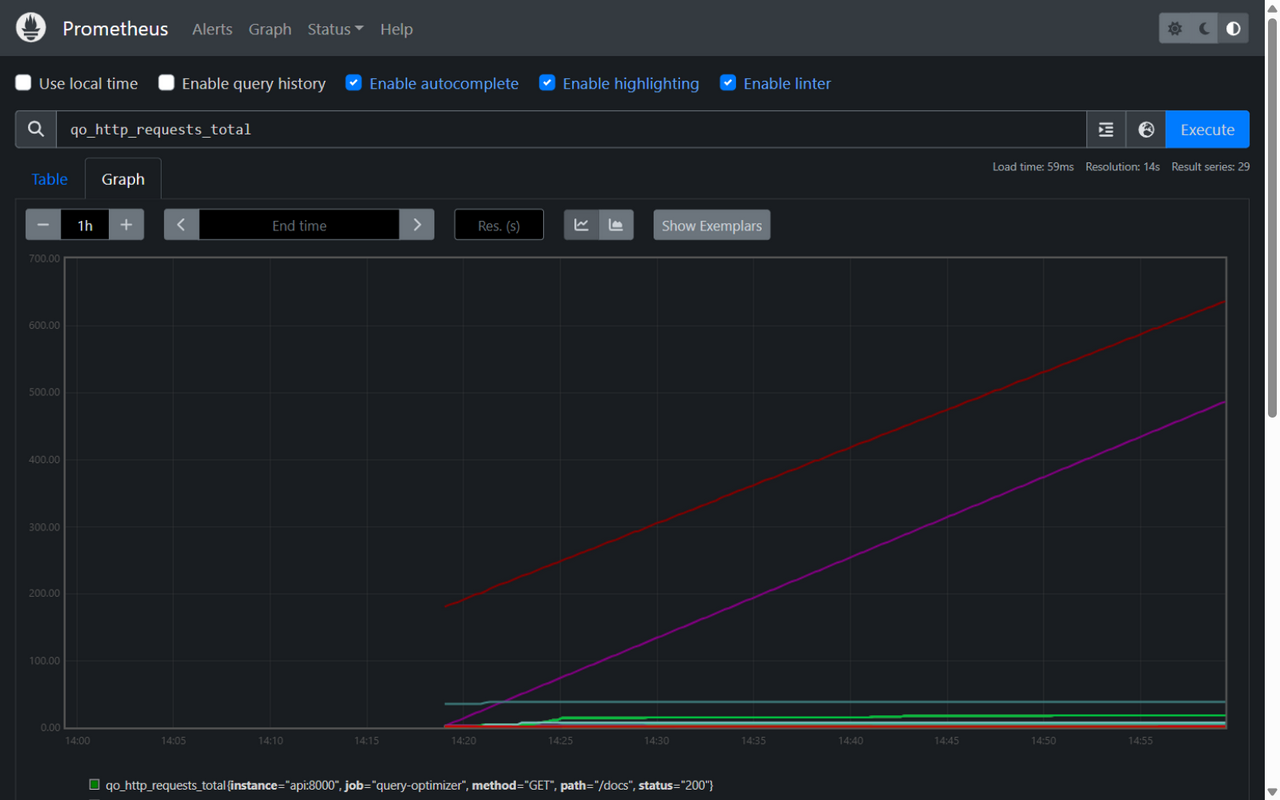 Prometheus Alerts Graph Status Help
Use local time Enable query history Enable autocomplete Enable highlighting Enable linter
qo_http_requests_total Execute
Table Graph Load time: 59ms Resolution: 14s Result series: 29
1h End time Res. (s) Show Exemplars
700.00
600.00
500.00
400.00
300.00
200.00
100.00
0.00
14:00 14:05 14:10 14:15 14:20 14:25 14:30 14:35 14:40 14:45 14:50 14:55
qo_http_requests_total{instance="api:8000", job="query-optimizer", method="GET", path="/docs", status="200"}